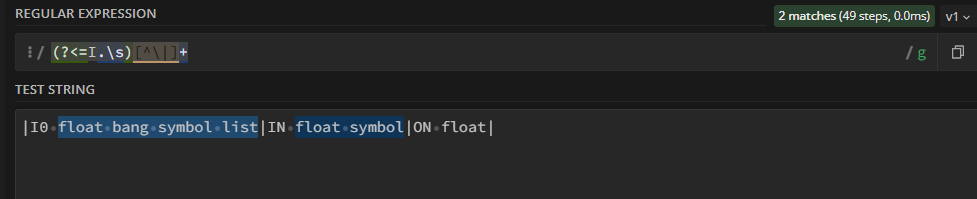 REGULAR EXPRESSION
2 matches (49 steps, 0.0ms) v1
/ (?<=I.\s)[^\|]+ / g
TEST STRING
|I0 float bang symbol list|IN float symbol|ON float|